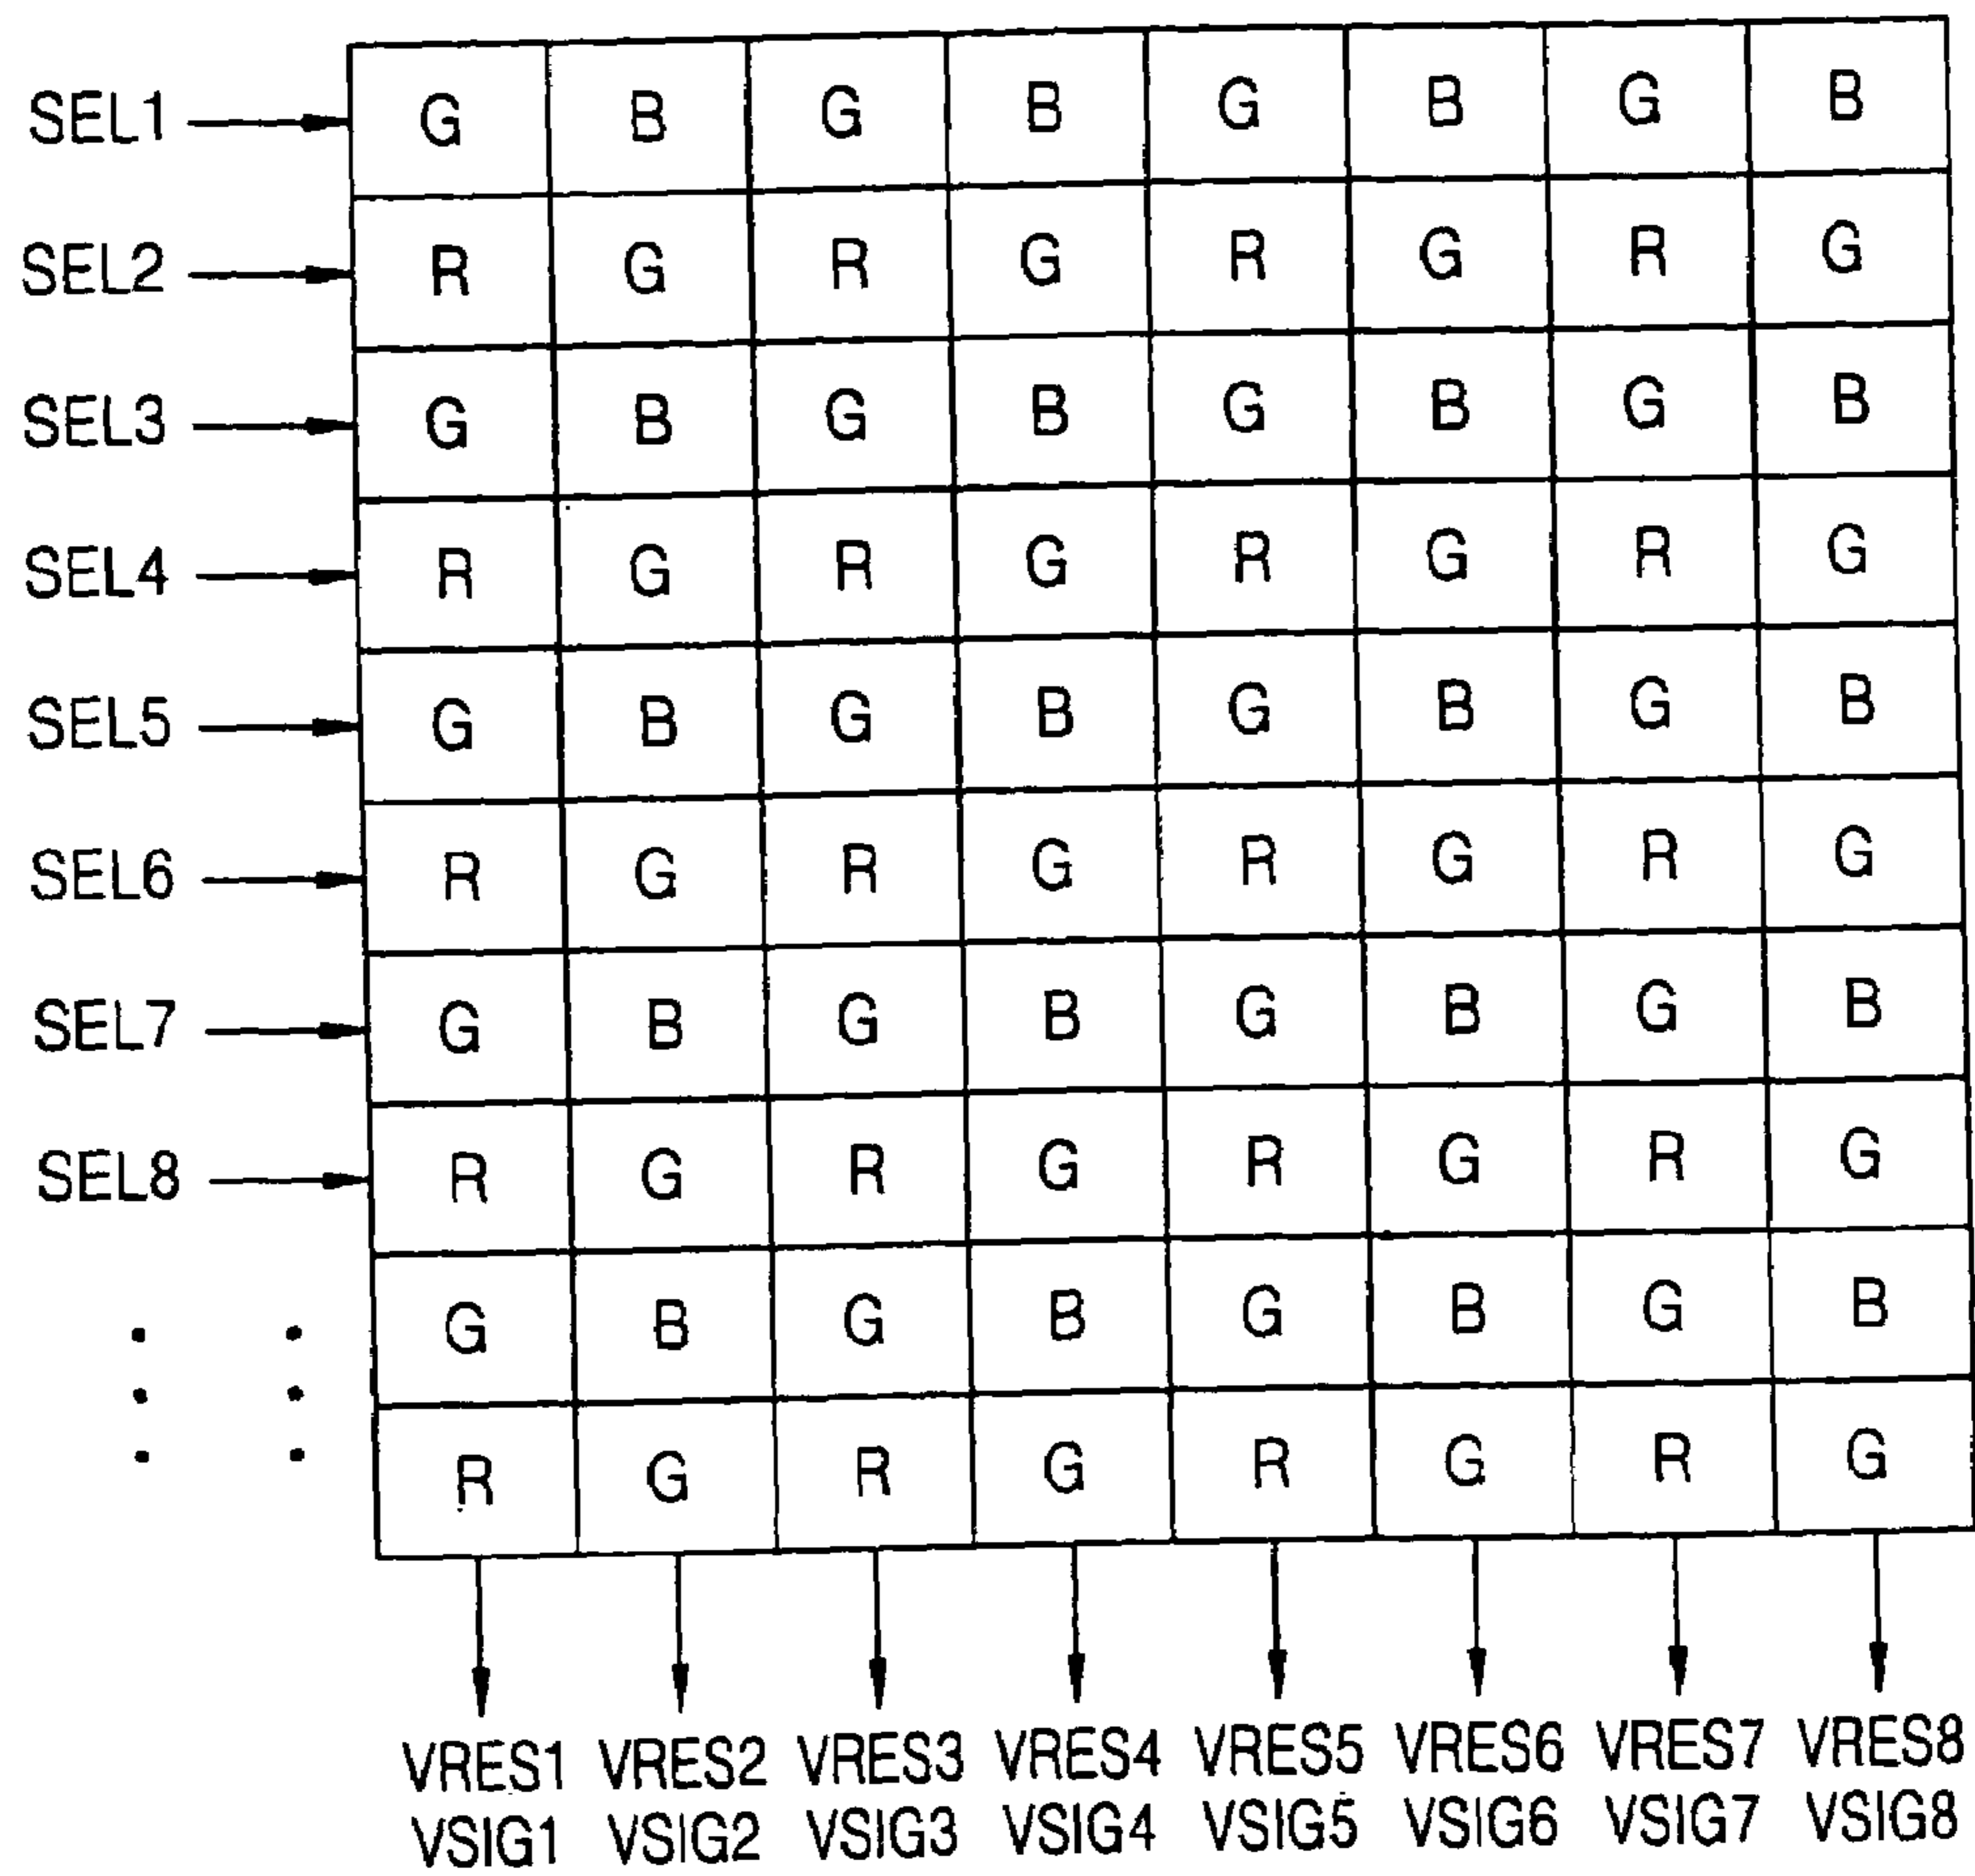 SEL1 G B G B G B G B
SEL2 R G R G R G R G
SEL3 G B G B G B G B
SEL4 R G R G R G R G
SEL5 G B G B G B G B
SEL6 R G R G R G R G
SEL7 G B G B G B G B
SEL8 R G R G R G R G
G B G B G B G B
R G R G R G R G
VRES1 VRES2 VRES3 VRES4 VRES5 VRES6 VRES7 VRES8
VSIG1 VSIG2 VSIG3 VSIG4 VSIG5 VSIG6 VSIG7 VSIG8